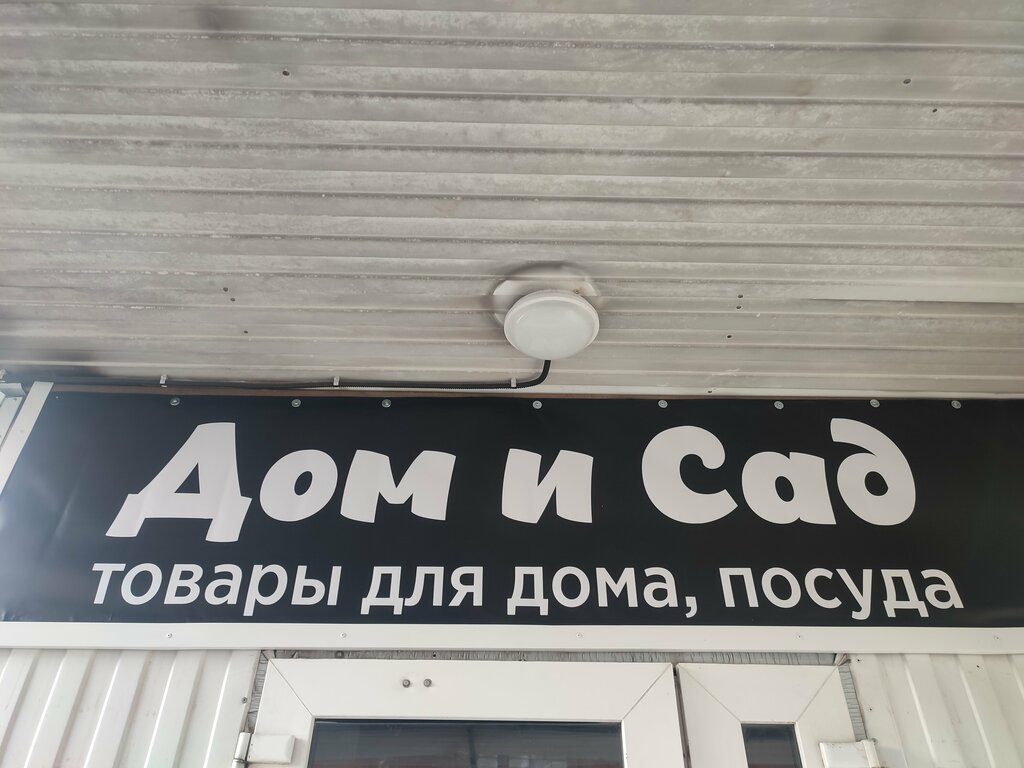 Дом и Сад
товары для дома, посуда